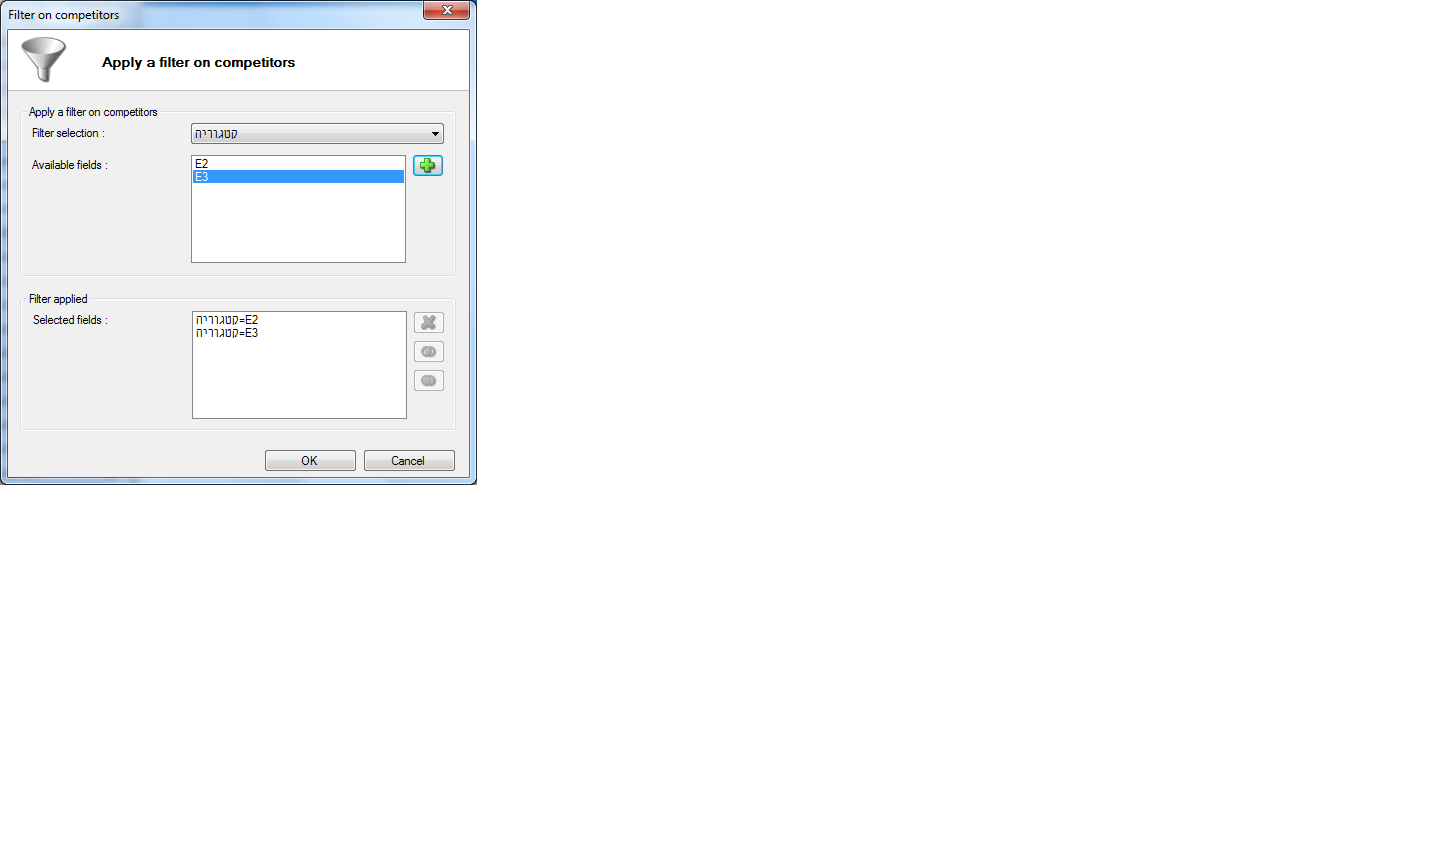 Filter on competitors
Apply a filter on competitors
Apply a filter on competitors
Filter selection :
קטגוריה
Available fields :
E2
E3
Filter applied
Selected fields :
קטגוריה=E2
קטגוריה=E3
OK
Cancel